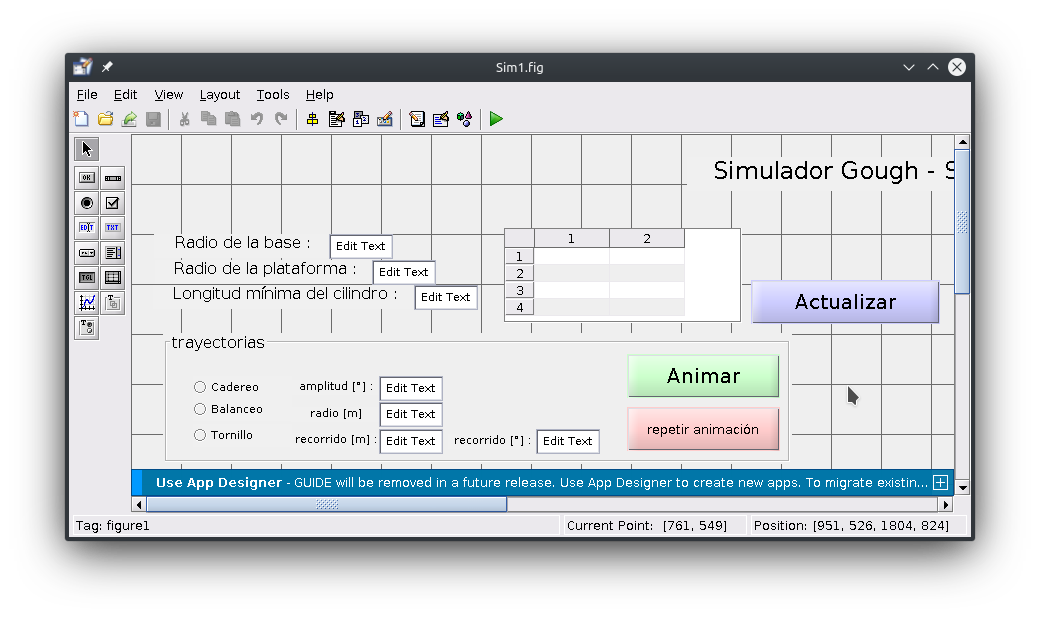 Sim1.fig
File Edit View Layout Tools Help
Simulador Gough - S
Radio de la base : Edit Text
Radio de la plataforma : Edit Text
Longitud mínima del cilindro : Edit Text
1 2
1
2
3
4
Actualizar
trayectorias
Cadereo amplitud [°] : Edit Text
Balanceo radio [m] Edit Text
Tornillo recorrido [m] : Edit Text recorrido [°] : Edit Text
Animar
repetir animación
Use App Designer - GUIDE will be removed in a future release. Use App Designer to create new apps. To migrate existin...
Tag: figure1 Current Point: [761, 549] Position: [951, 526, 1804, 824]
OK
EDIT TXT
TGL